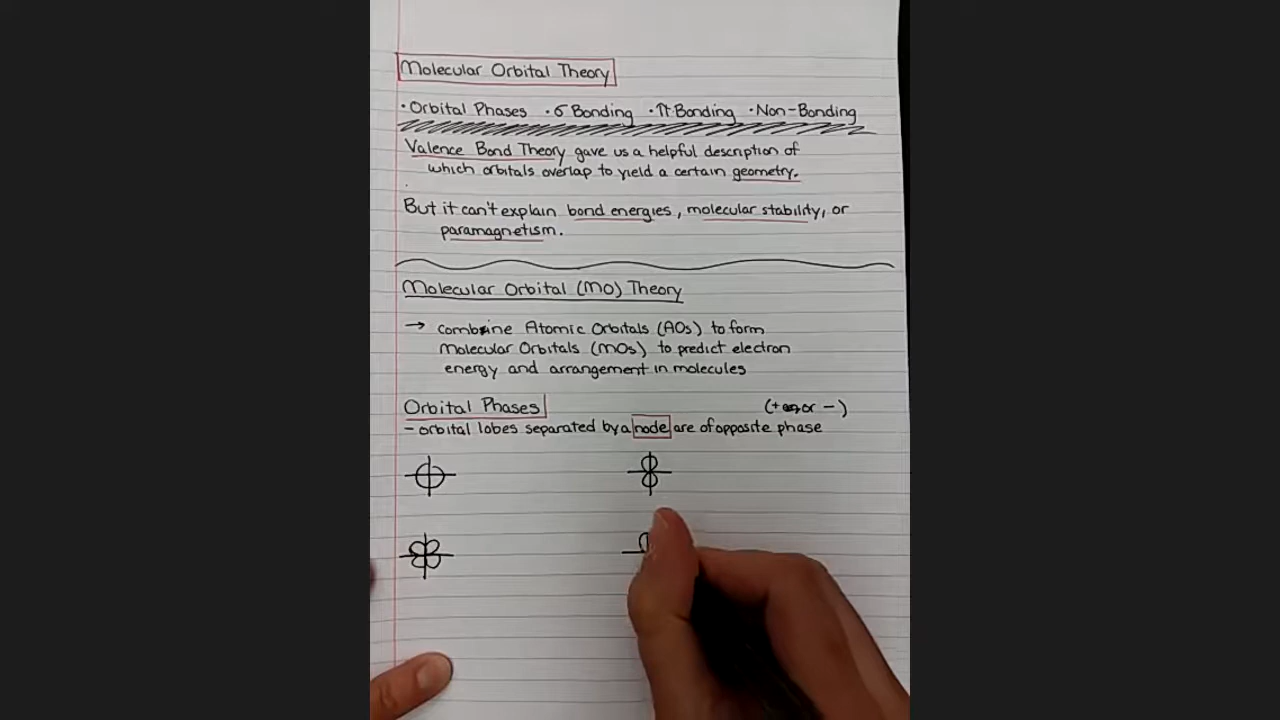 Molecular Orbital Theory
· Orbital Phases · σ Bonding · π Bonding · Non-Bonding
Valence Bond Theory gave us a helpful description of
which orbitals overlap to yield a certain geometry.
But it can't explain bond energies, molecular stability, or
paramagnetism.
Molecular Orbital (MO) Theory
→ combine Atomic Orbitals (AOs) to form
Molecular Orbitals (MOs) to predict electron
energy and arrangement in molecules
Orbital Phases (+ or -)
- orbital lobes separated by a node are of opposite phase